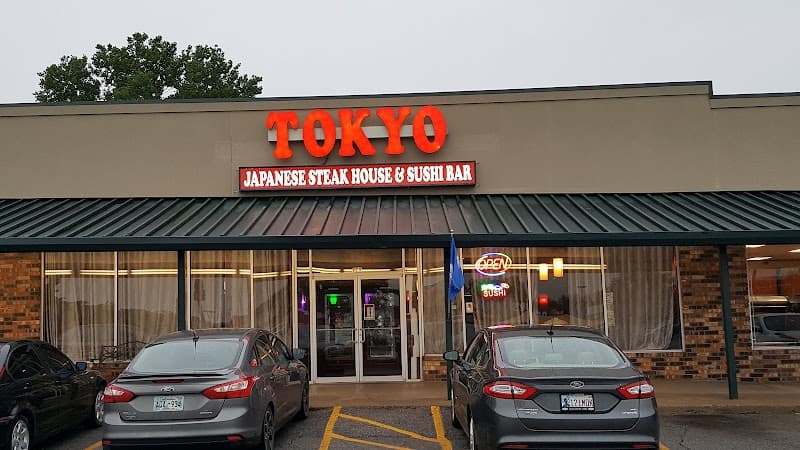 TOKYO
JAPANESE STEAK HOUSE & SUSHI BAR
OPEN
SUSHI